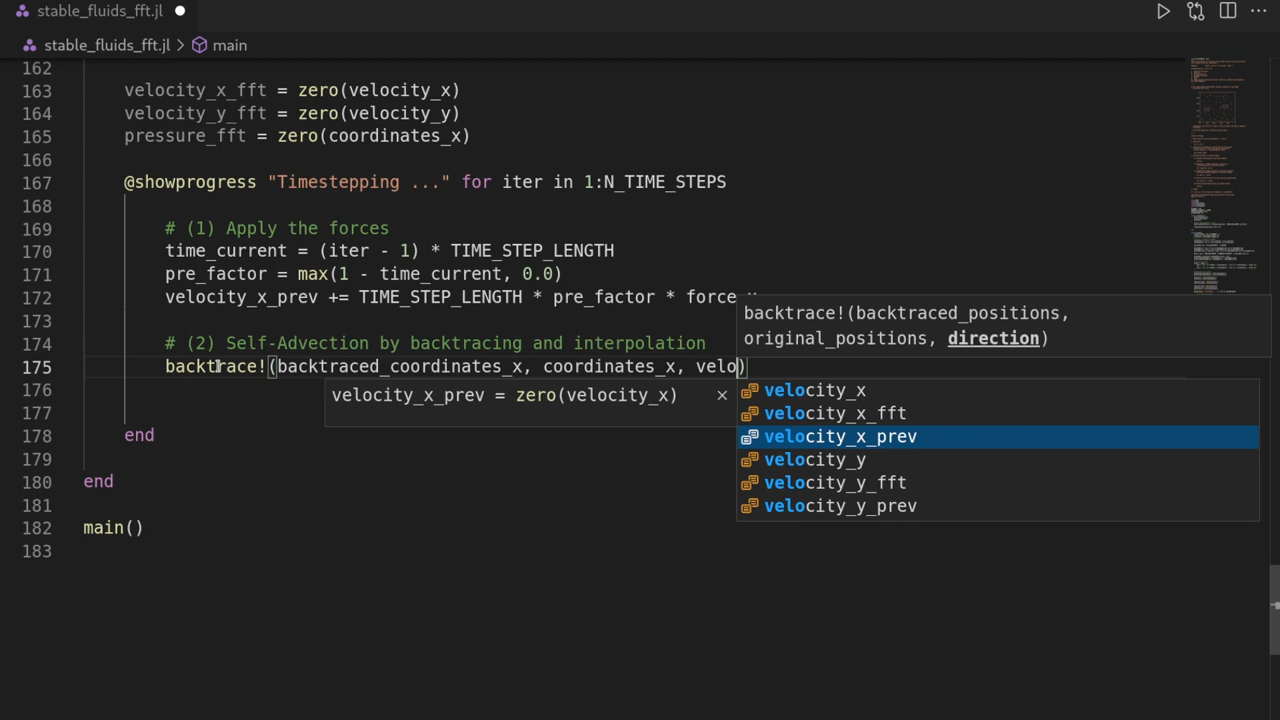 stable_fluids_fft.jl
stable_fluids_fft.jl > main
162
163 velocity_x_fft = zero(velocity_x)
164 velocity_y_fft = zero(velocity_y)
165 pressure_fft = zero(coordinates_x)
166
167 @showprogress "Timestepping ..." for iter in 1:N_TIME_STEPS
168
169 # (1) Apply the forces
170 time_current = (iter - 1) * TIME_STEP_LENGTH
171 pre_factor = max(1 - time_current, 0.0)
172 velocity_x_prev += TIME_STEP_LENGTH * pre_factor * force
173
backtrace!(backtraced_positions,
original_positions, direction)
174 # (2) Self-Advection by backtracing and interpolation
175 backtrace!(backtraced_coordinates_x, coordinates_x, velo)
176
velocity_x_prev = zero(velocity_x)
velocity_x
velocity_x_fft
velocity_x_prev
velocity_y
velocity_y_fft
velocity_y_prev
177
178 end
179
180 end
181
182 main()
183